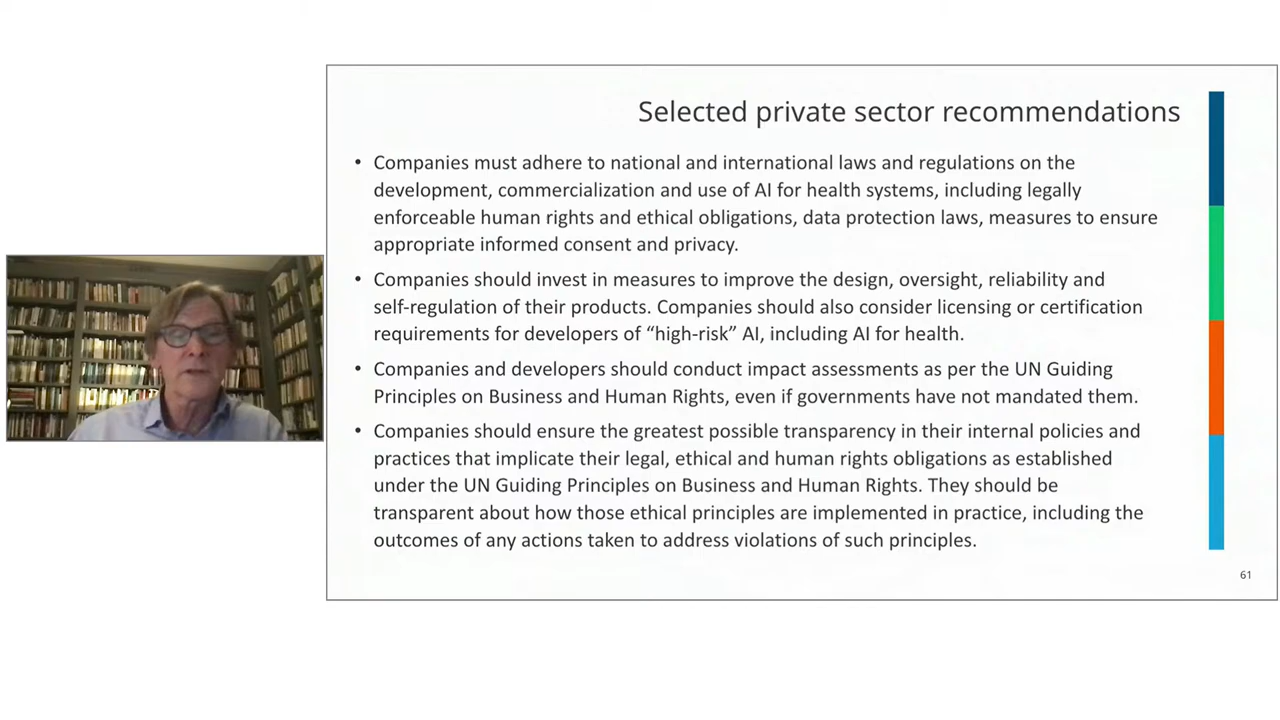 Selected private sector recommendations
• Companies must adhere to national and international laws and regulations on the
development, commercialization and use of AI for health systems, including legally
enforceable human rights and ethical obligations, data protection laws, measures to ensure
appropriate informed consent and privacy.
• Companies should invest in measures to improve the design, oversight, reliability and
self-regulation of their products. Companies should also consider licensing or certification
requirements for developers of “high-risk” AI, including AI for health.
• Companies and developers should conduct impact assessments as per the UN Guiding
Principles on Business and Human Rights, even if governments have not mandated them.
• Companies should ensure the greatest possible transparency in their internal policies and
practices that implicate their legal, ethical and human rights obligations as established
under the UN Guiding Principles on Business and Human Rights. They should be
transparent about how those ethical principles are implemented in practice, including the
outcomes of any actions taken to address violations of such principles.
61